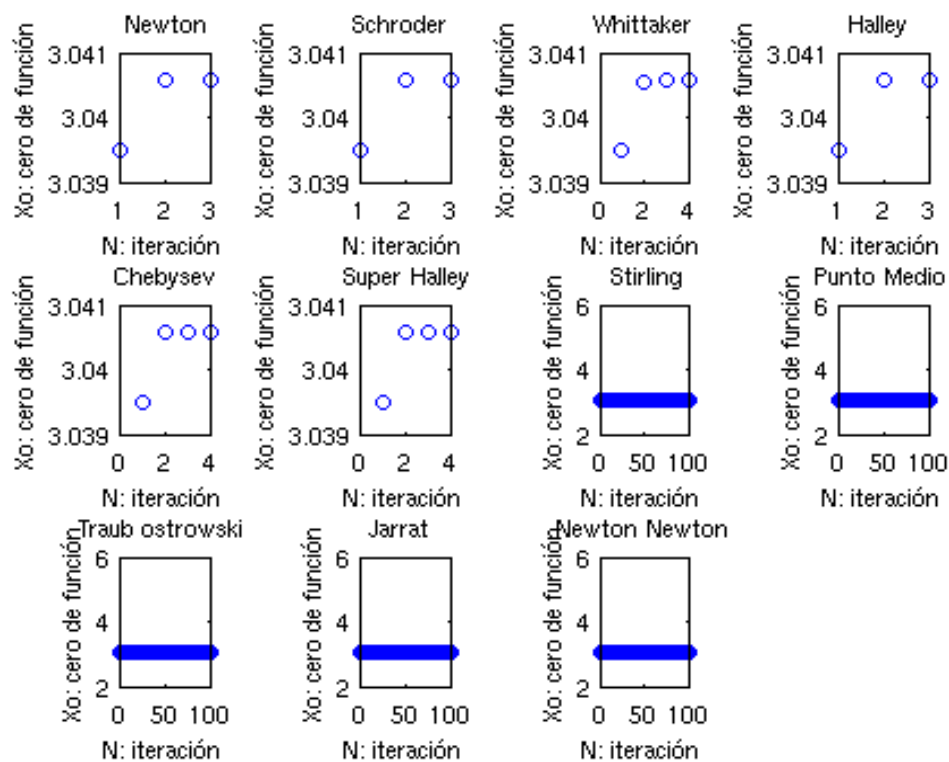 Newton
Xo: cero de función
3.041
3.04
3.039
1 2 3
N: iteración
Schroder
Xo: cero de función
3.041
3.04
3.039
1 2 3
N: iteración
Whittaker
Xo: cero de función
3.041
3.04
3.039
0 2 4
N: iteración
Halley
Xo: cero de función
3.041
3.04
3.039
1 2 3
N: iteración
Chebysev
Xo: cero de función
3.041
3.04
3.039
0 2 4
N: iteración
Super Halley
Xo: cero de función
3.041
3.04
3.039
0 2 4
N: iteración
Stirling
Xo: cero de función
6
4
2
0 50 100
N: iteración
Punto Medio
Xo: cero de función
6
4
2
0 50 100
N: iteración
Traub ostrowski
Xo: cero de función
6
4
2
0 50 100
N: iteración
Jarrat
Xo: cero de función
6
4
2
0 50 100
N: iteración
Newton Newton
Xo: cero de función
6
4
2
0 50 100
N: iteración